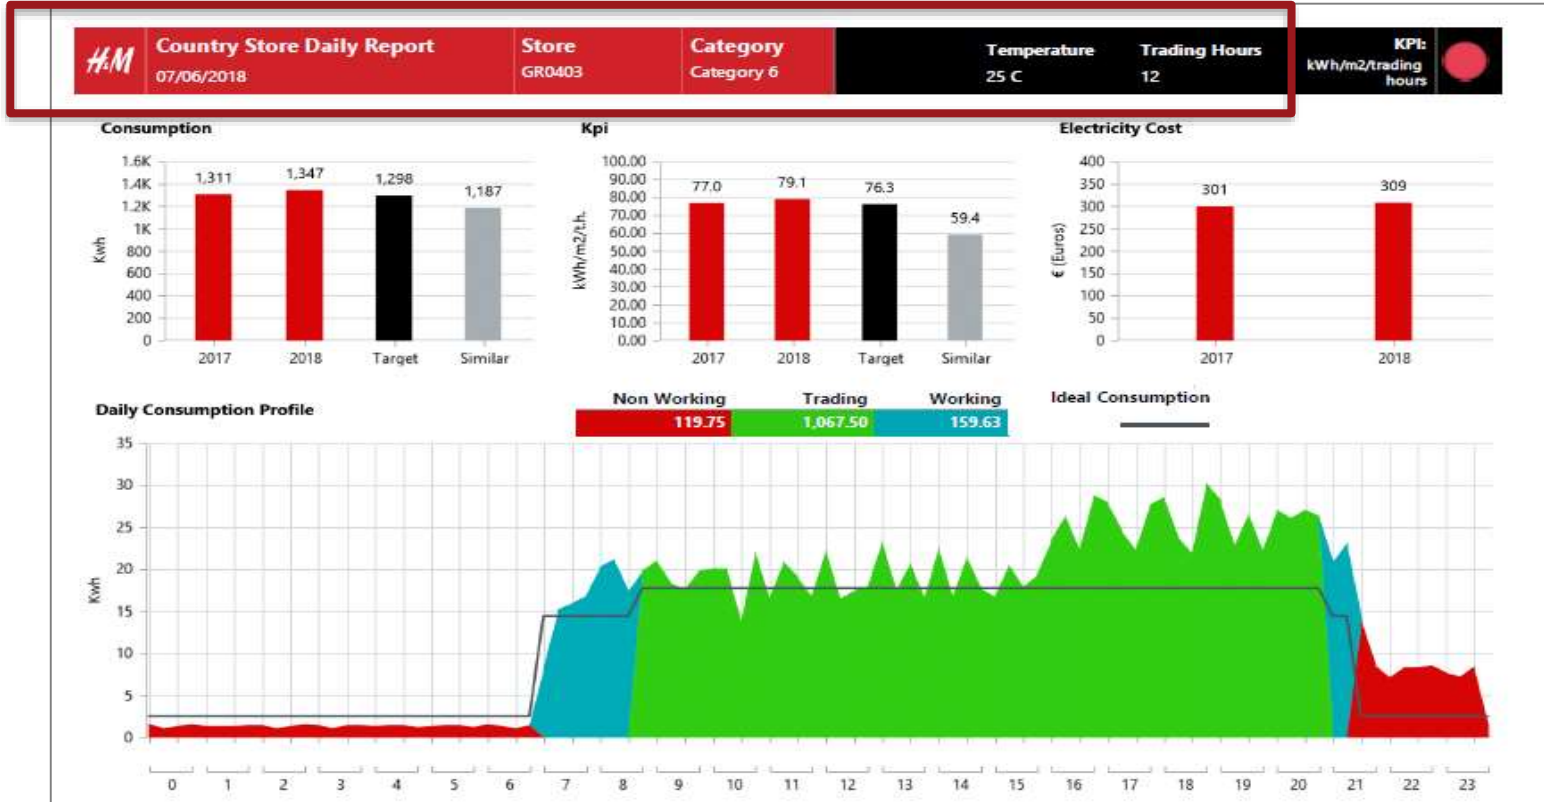 H&M
Country Store Daily Report
07/06/2018
Store
GR0403
Category
Category 6
Temperature
25 C
Trading Hours
12
KPI:
kWh/m2/trading
hours
Consumption
Kwh
1.6K
1.4K
1.2K
1K
800
600
400
200
0
1,311
1,347
1,298
1,187
2017
2018
Target
Similar
Kpi
kWh/m2/t.h.
100.00
90.00
80.00
70.00
60.00
50.00
40.00
30.00
20.00
10.00
0.00
77.0
79.1
76.3
59.4
2017
2018
Target
Similar
Electricity Cost
€ (Euros)
400
350
300
250
200
150
100
50
0
301
309
2017
2018
Daily Consumption Profile
Non Working
119.75
Trading
1,067.50
Working
159.63
Ideal Consumption
Kwh
35
30
25
20
15
10
5
0
0 1 2 3 4 5 6 7 8 9 10 11 12 13 14 15 16 17 18 19 20 21 22 23